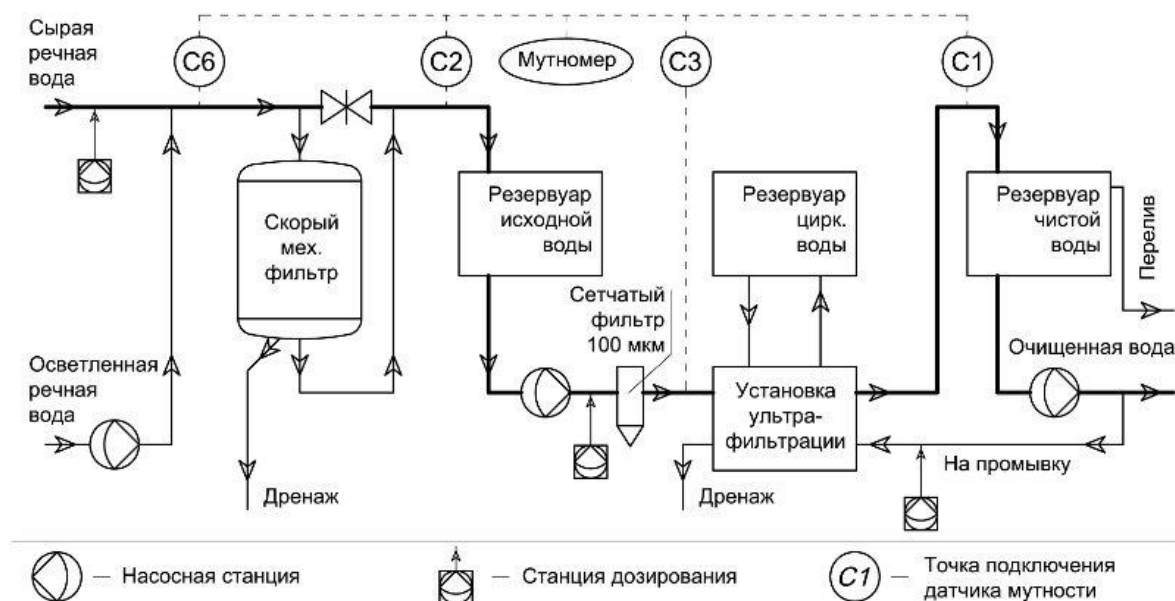 Сырая
речная
вода
С6
С2
Мутномер
С3
С1
Скорый
мех.
фильтр
Резервуар
исходной
воды
Резервуар
цирк.
воды
Резервуар
чистой
воды
Перелив
Сетчатый
фильтр
100 мкм
Осветленная
речная
вода
Установка
ультра-
фильтрации
Очищенная вода
На промывку
Дренаж
Дренаж
– Насосная станция
– Станция дозирования
С1 – Точка подключения
датчика мутности